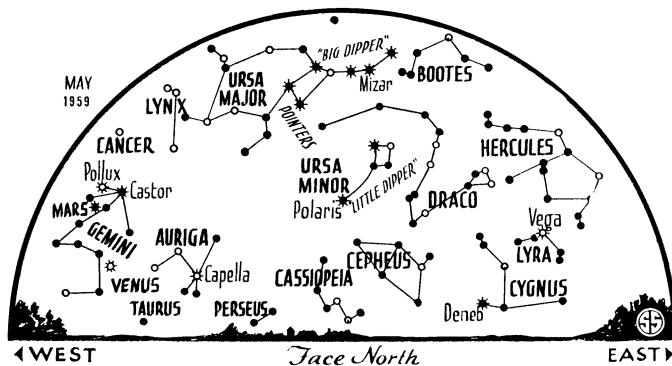 "BIG DIPPER"
MAY
1959
URSA
MAJOR
Mizar
BOOTES
LYNX
POINTERS
CANCER
HERCULES
Pollux
Castor
URSA
MINOR
"LITTLE DIPPER"
MARS
Polaris
DRACO
GEMINI
AURIGA
Vega
LYRA
CEPHEUS
Capella
CASSIOPEIA
VENUS
CYGNUS
TAURUS
PERSEUS
Deneb
WEST
Face North
EAST